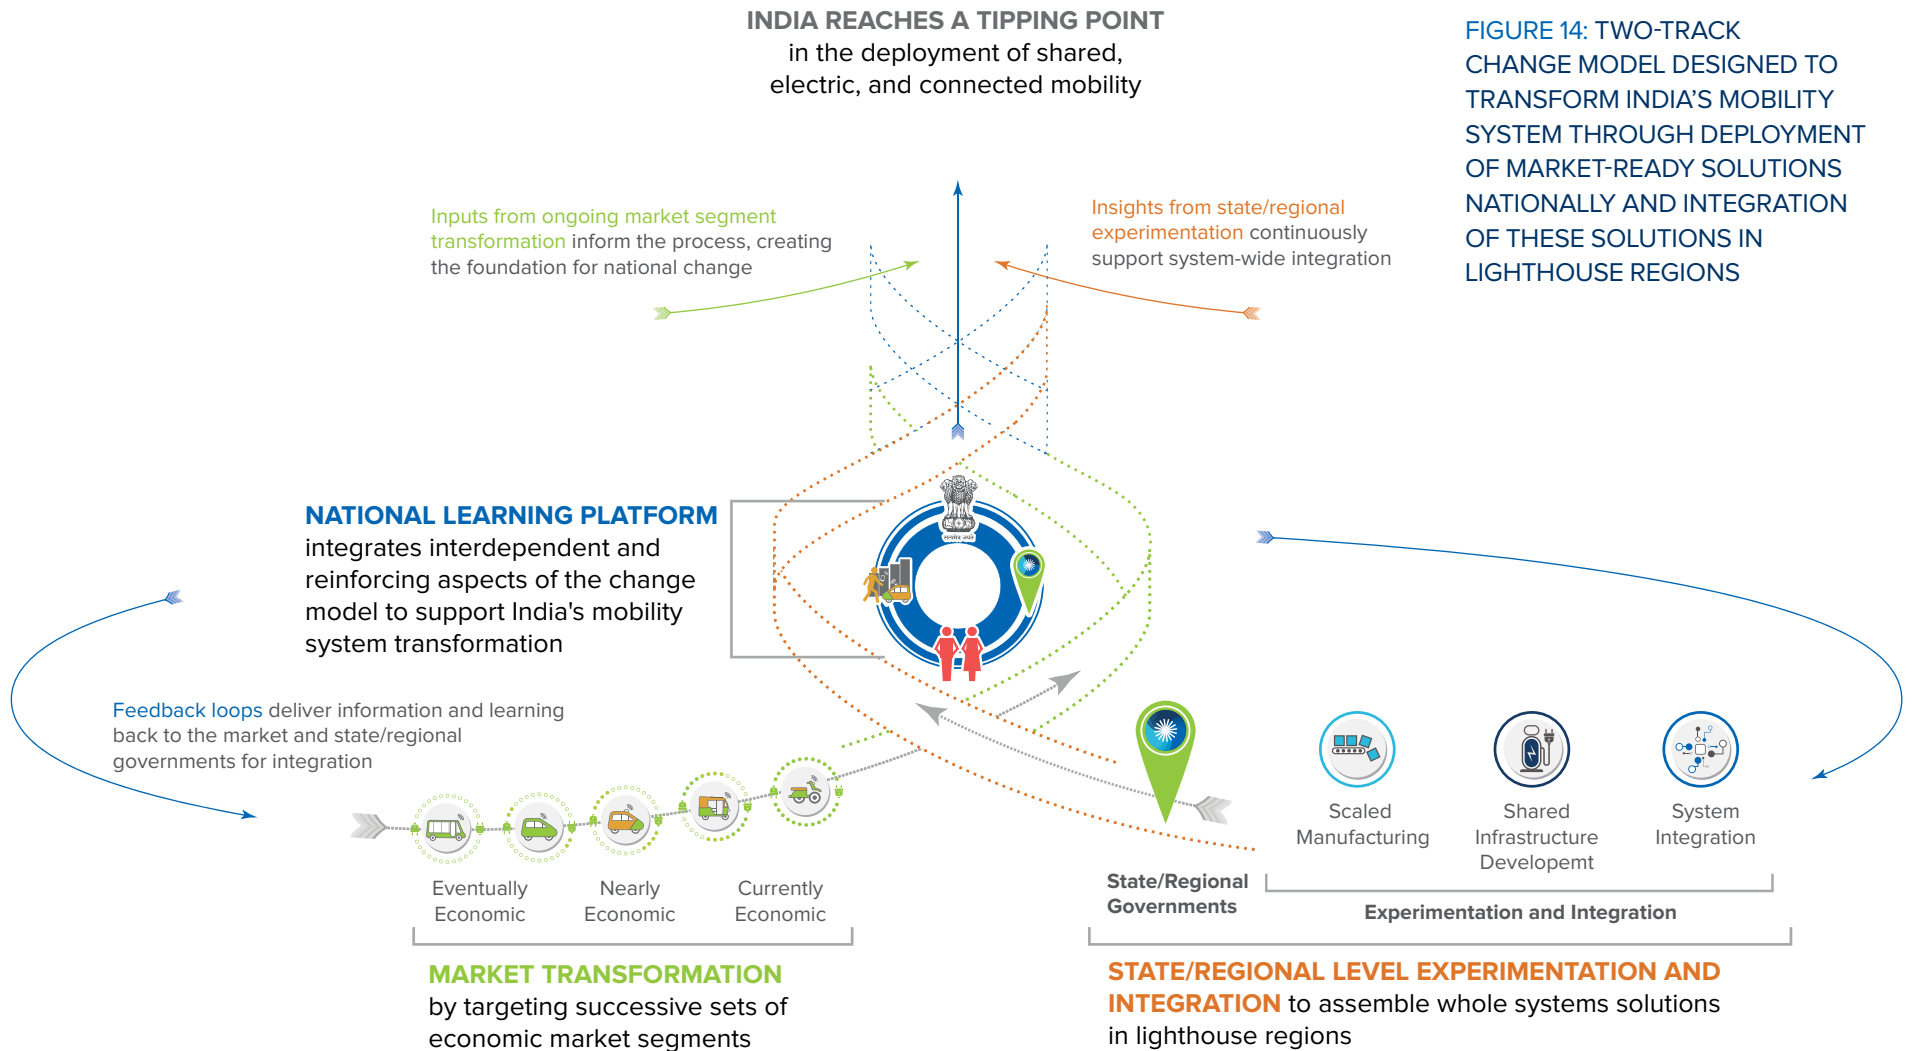 INDIA REACHES A TIPPING POINT
in the deployment of shared,
electric, and connected mobility
FIGURE 14: TWO-TRACK
CHANGE MODEL DESIGNED TO
TRANSFORM INDIA'S MOBILITY
SYSTEM THROUGH DEPLOYMENT
OF MARKET-READY SOLUTIONS
NATIONALLY AND INTEGRATION
OF THESE SOLUTIONS IN
LIGHTHOUSE REGIONS
Inputs from ongoing market segment
transformation inform the process, creating
the foundation for national change
Insights from state/regional
experimentation continuously
support system-wide integration
NATIONAL LEARNING PLATFORM
integrates interdependent and
reinforcing aspects of the change
model to support India's mobility
system transformation
सत्यमेव जयते
Feedback loops deliver information and learning
back to the market and state/regional
governments for integration
Eventually
Economic
Nearly
Economic
Currently
Economic
MARKET TRANSFORMATION
by targeting successive sets of
economic market segments
State/Regional
Governments
Scaled
Manufacturing
Shared
Infrastructure
Developemt
System
Integration
Experimentation and Integration
STATE/REGIONAL LEVEL EXPERIMENTATION AND
INTEGRATION to assemble whole systems solutions
in lighthouse regions